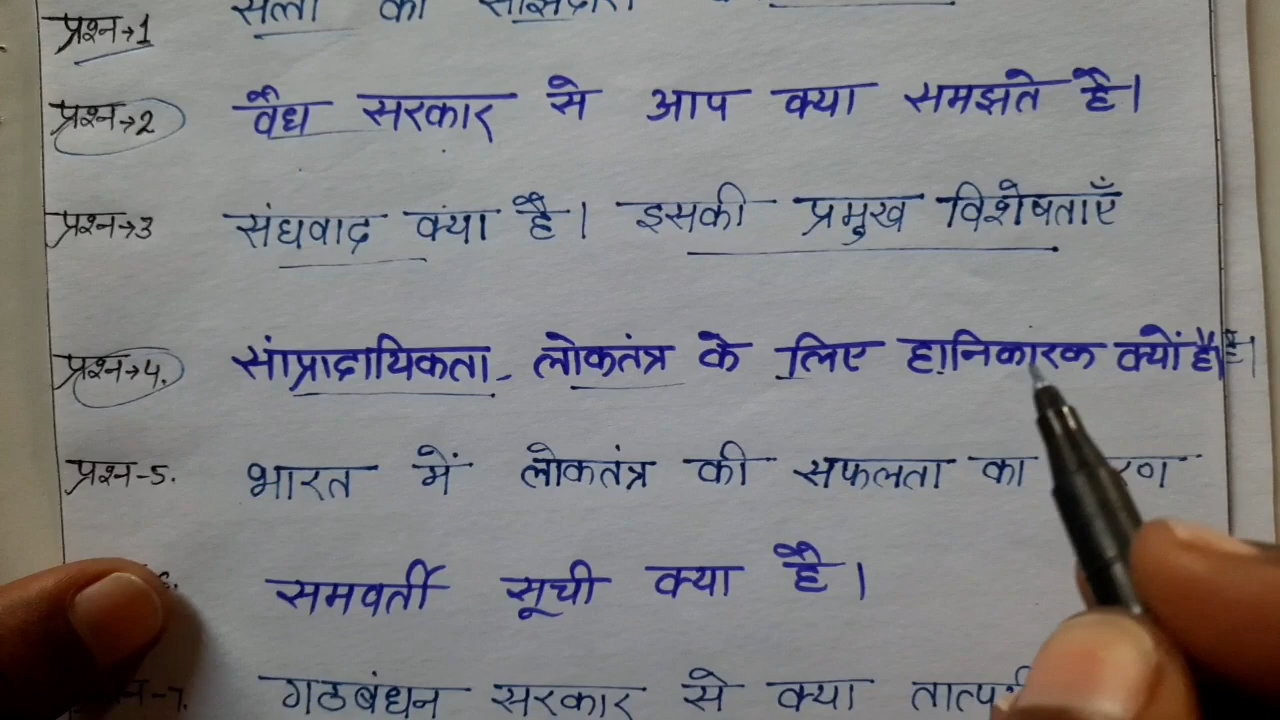 प्रश्न→1 सत्ता की साझेदारी
प्रश्न→2 वैध सरकार से आप क्या समझते है।
प्रश्न→3 संघवाद क्या है। इसकी प्रमुख विशेषताएँ
प्रश्न→4. सांप्रादायिकता लोकतंत्र के लिए हानिकारक क्यों है। है।
प्रश्न-5. भारत में लोकतंत्र की सफलता का
समवर्ती सूची क्या है।
गठबंधन सरकार से क्या